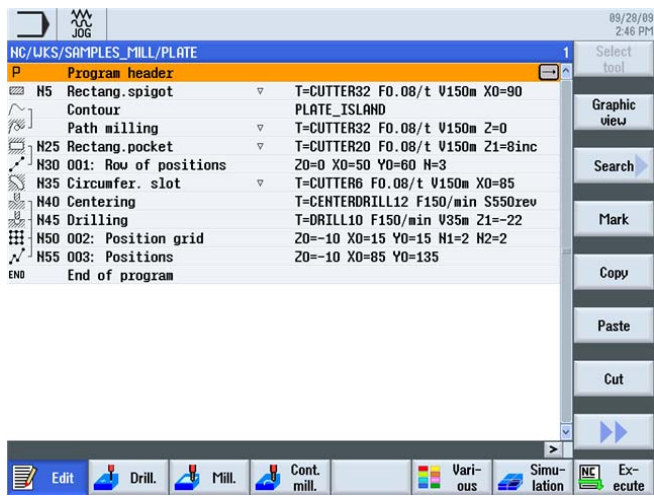 JOG
09/28/09
2:46 PM
NC/WKS/SAMPLES_MILL/PLATE 1
P Program header
N5 Rectang.spigot ▽ T=CUTTER32 F0.08/t V150m X0=90
Contour PLATE_ISLAND
Path milling ▽ T=CUTTER32 F0.08/t V150m Z=0
N25 Rectang.pocket ▽ T=CUTTER20 F0.08/t V150m Z1=8inc
N30 001: Row of positions Z0=0 X0=50 Y0=60 N=3
N35 Circumfer. slot ▽ T=CUTTER6 F0.08/t V150m X0=85
N40 Centering T=CENTERDRILL12 F150/min S550rev
N45 Drilling T=DRILL10 F150/min V35m Z1=-22
N50 002: Position grid Z0=-10 X0=15 Y0=15 N1=2 N2=2
N55 003: Positions Z0=-10 X0=85 Y0=135
END End of program
Select
tool
Graphic
view
Search
Mark
Copy
Paste
Cut
Edit
Drill.
Mill.
Cont.
mill.
Vari-
ous
Simu-
lation
NC Ex-
ecute